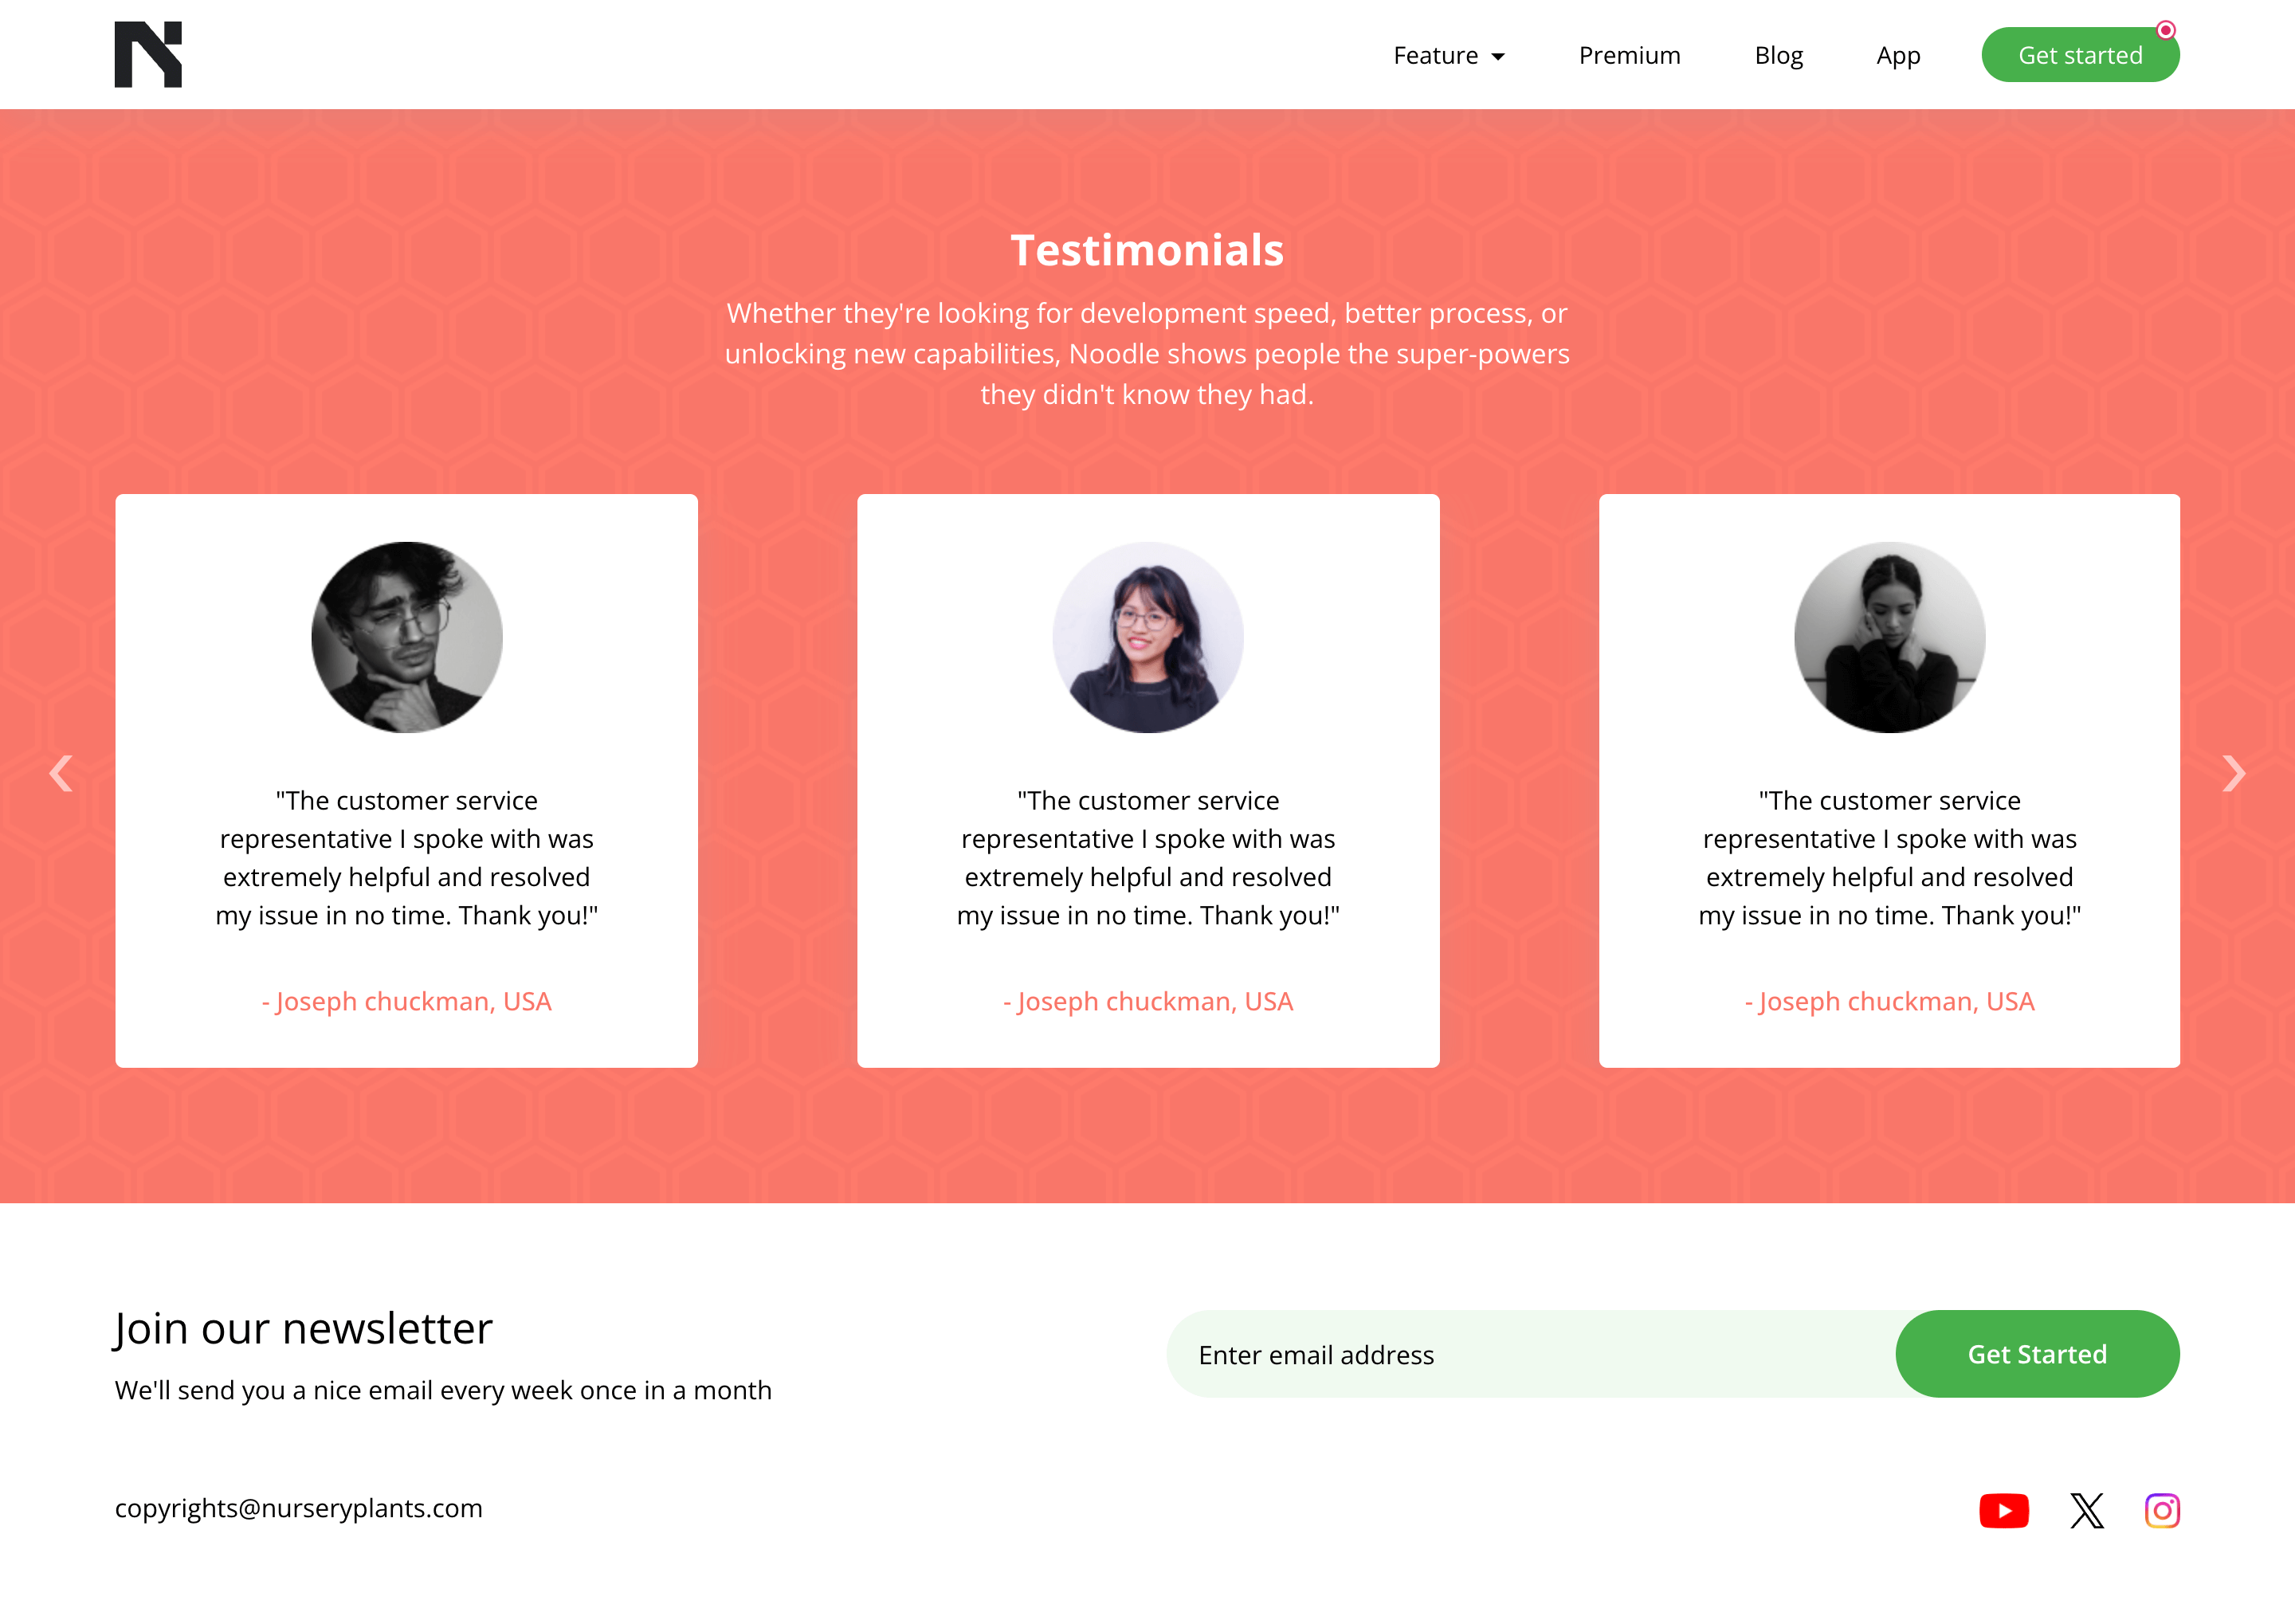 Feature
Premium
Blog
App
Get started
Testimonials
Whether they're looking for development speed, better process, or
unlocking new capabilities, Noodle shows people the super-powers
they didn't know they had.
"The customer service
representative I spoke with was
extremely helpful and resolved
my issue in no time. Thank you!"
- Joseph chuckman, USA
"The customer service
representative I spoke with was
extremely helpful and resolved
my issue in no time. Thank you!"
- Joseph chuckman, USA
"The customer service
representative I spoke with was
extremely helpful and resolved
my issue in no time. Thank you!"
- Joseph chuckman, USA
Join our newsletter
We'll send you a nice email every week once in a month
Enter email address
Get Started
copyrights@nurseryplants.com